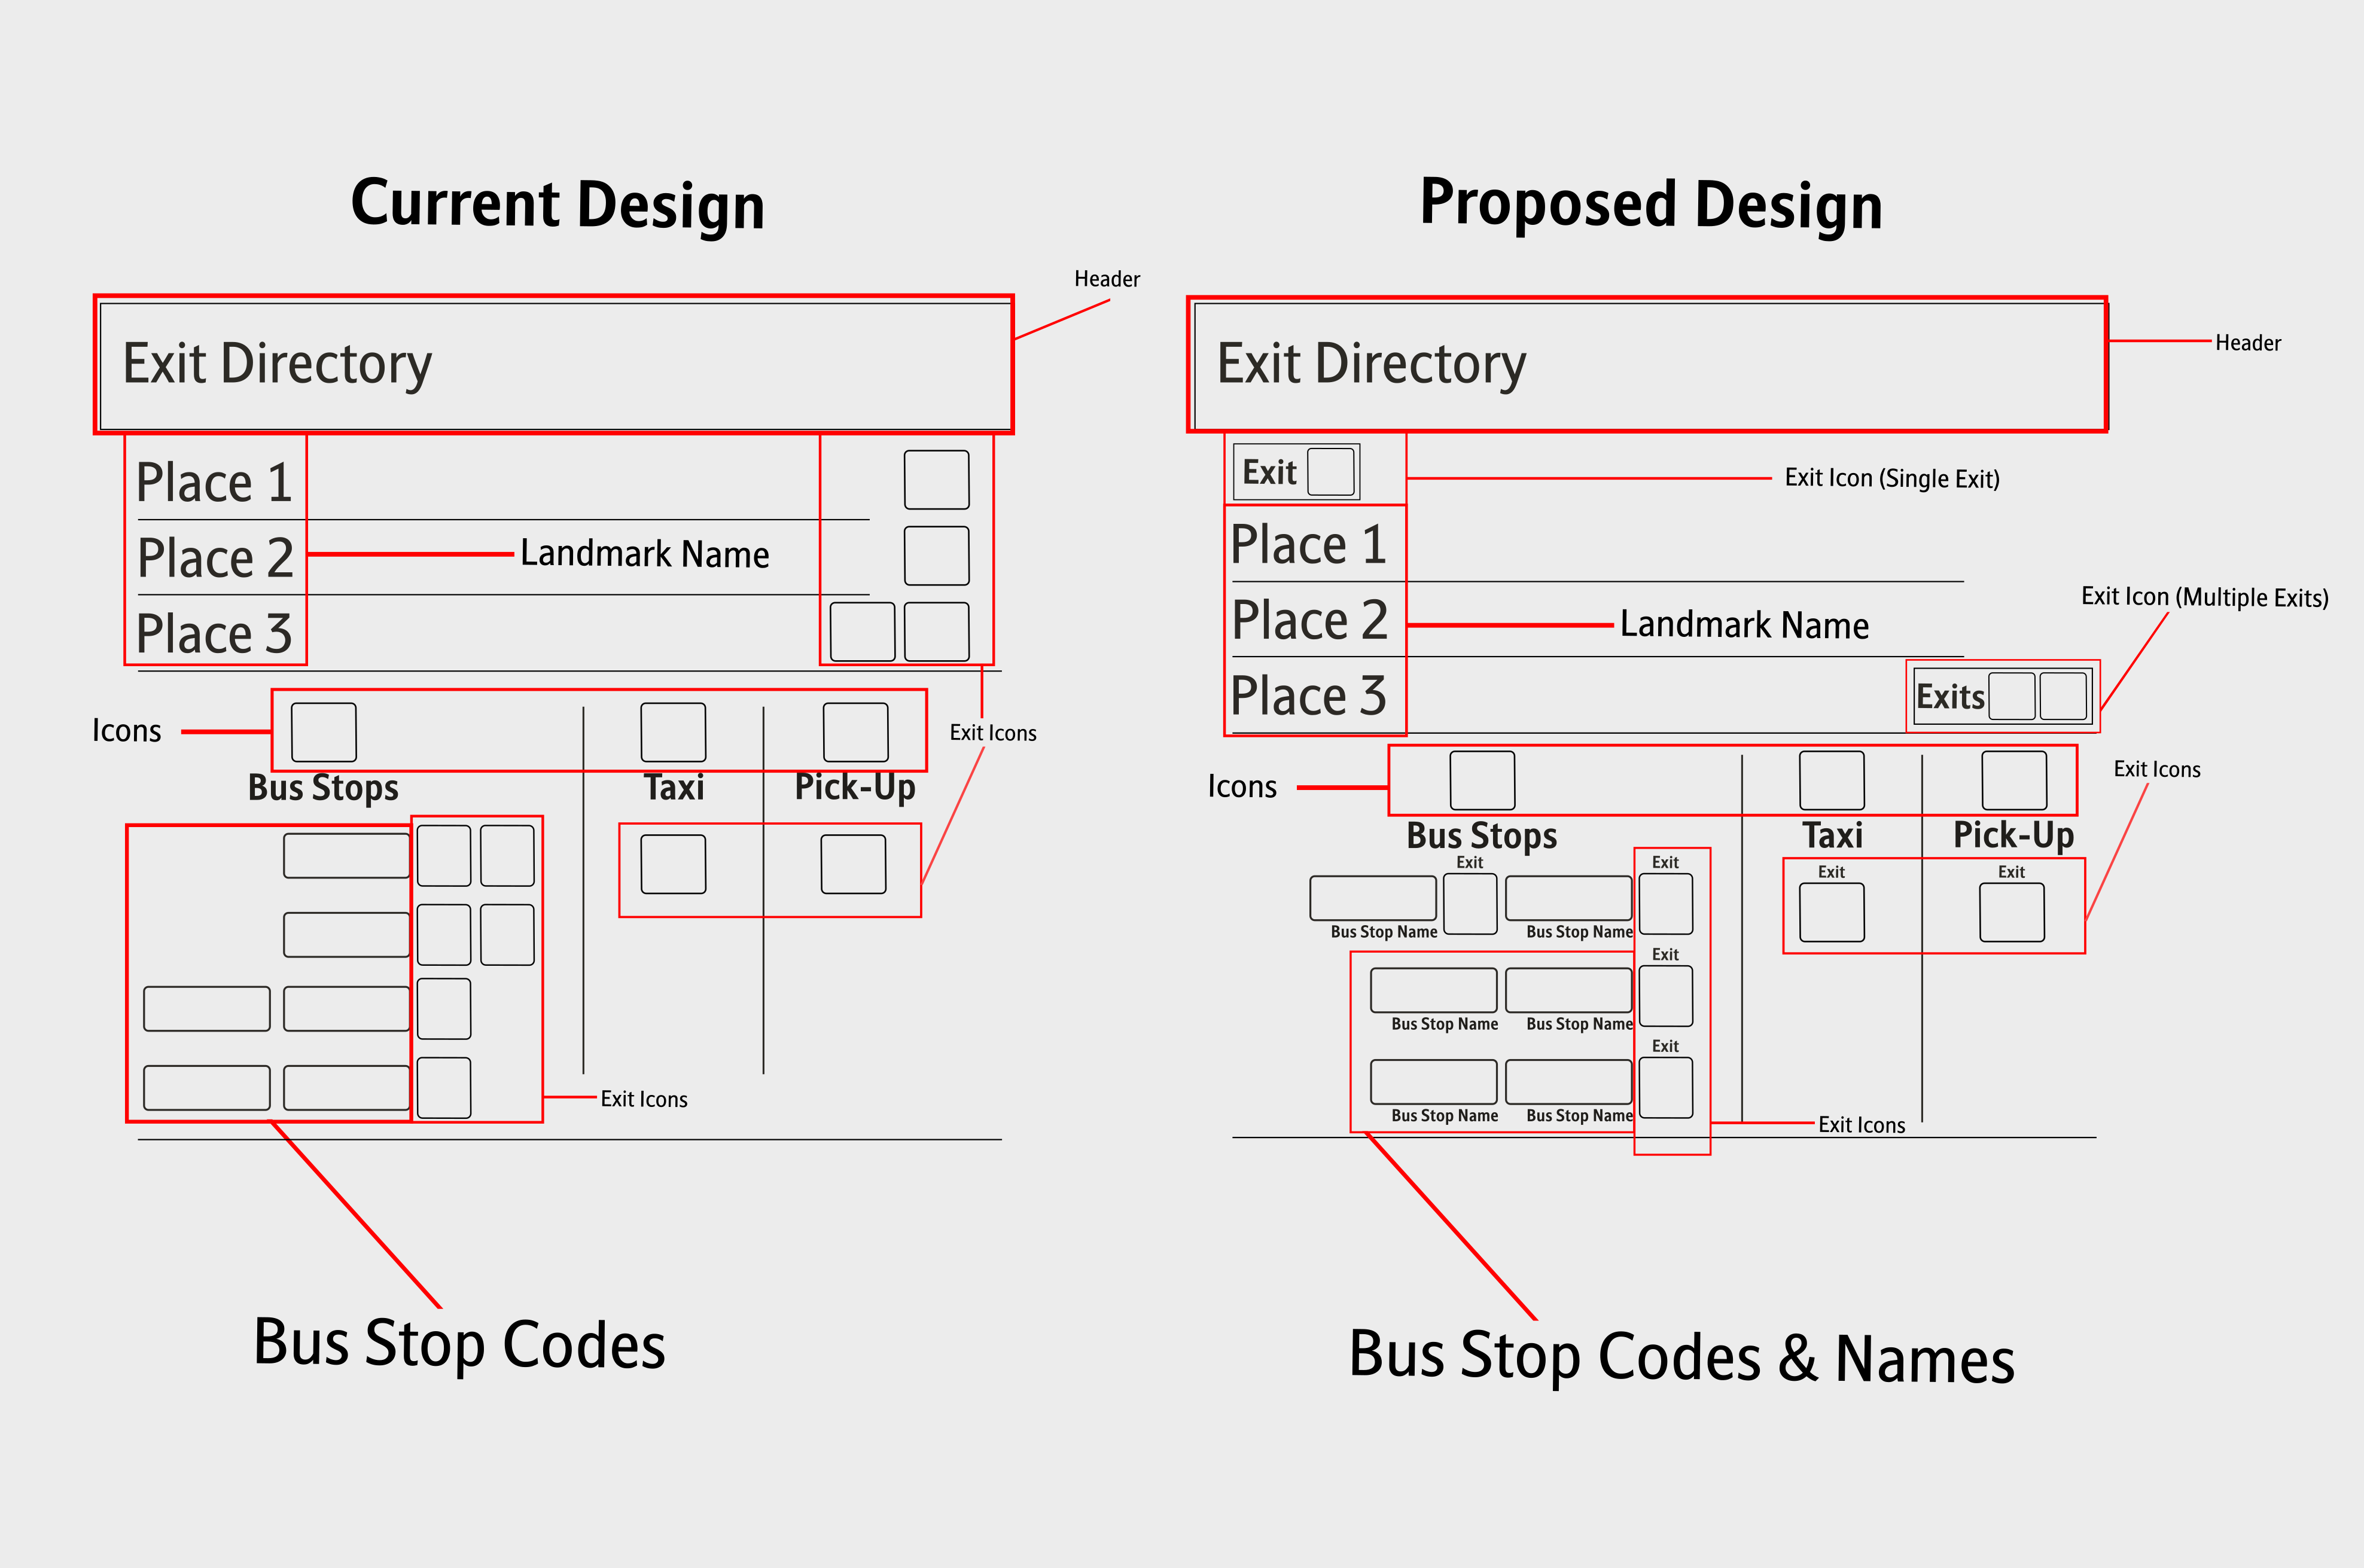 Current Design
Header
Exit Directory
Place 1
Place 2
Landmark Name
Place 3
Icons
Exit Icons
Bus Stops
Taxi
Pick-Up
Exit Icons
Bus Stop Codes
Proposed Design
Header
Exit Directory
Exit
Exit Icon (Single Exit)
Place 1
Place 2
Landmark Name
Exit Icon (Multiple Exits)
Place 3
Exits
Icons
Exit Icons
Bus Stops
Taxi
Pick-Up
Exit
Exit
Exit
Exit
Bus Stop Name
Bus Stop Name
Exit
Bus Stop Name
Bus Stop Name
Exit
Bus Stop Name
Bus Stop Name
Exit Icons
Bus Stop Codes & Names